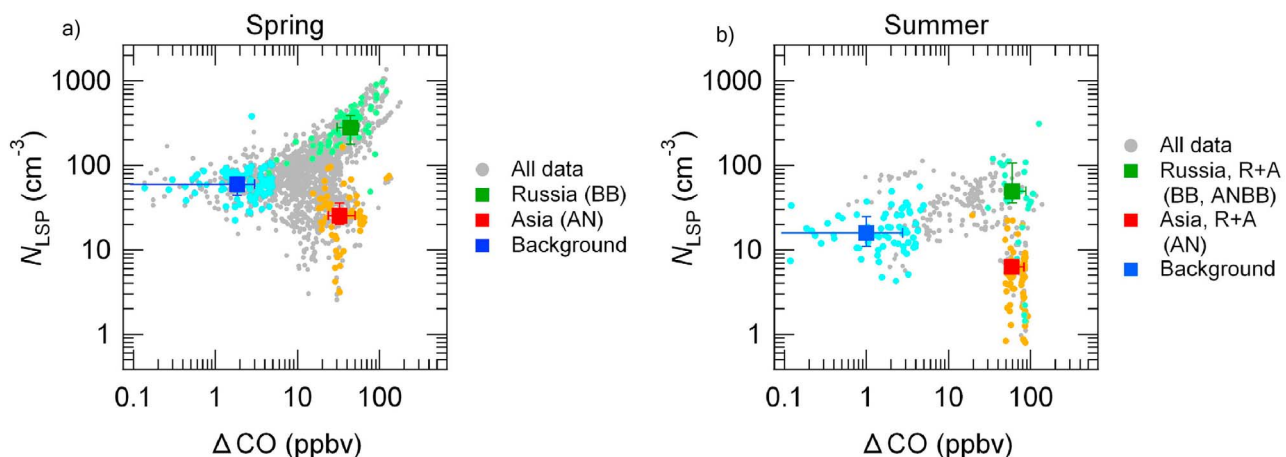 a)
Spring
N_LSP (cm⁻³)
1000
100
10
1
0.1
1
10
100
Δ CO (ppbv)
All data
Russia (BB)
Asia (AN)
Background
b)
Summer
N_LSP (cm⁻³)
1000
100
10
1
0.1
1
10
100
Δ CO (ppbv)
All data
Russia, R+A
(BB, ANBB)
Asia, R+A
(AN)
Background